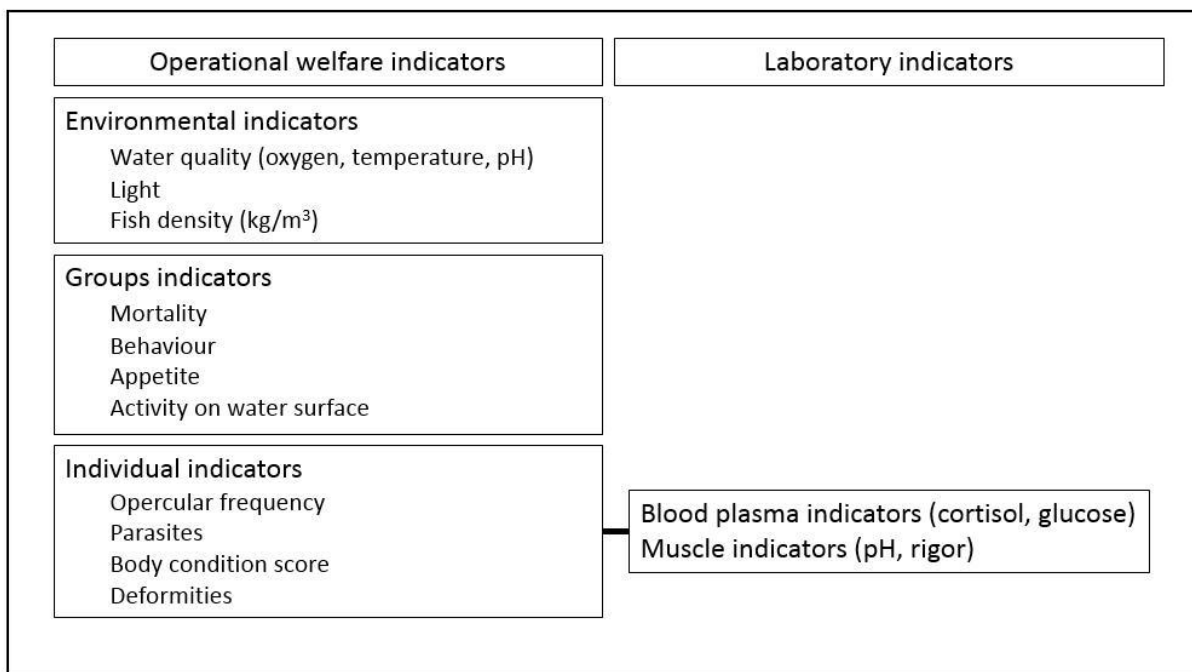 Operational welfare indicators
Laboratory indicators
Environmental indicators
Water quality (oxygen, temperature, pH)
Light
Fish density (kg/m³)
Groups indicators
Mortality
Behaviour
Appetite
Activity on water surface
Individual indicators
Opercular frequency
Parasites
Body condition score
Deformities
Blood plasma indicators (cortisol, glucose)
Muscle indicators (pH, rigor)